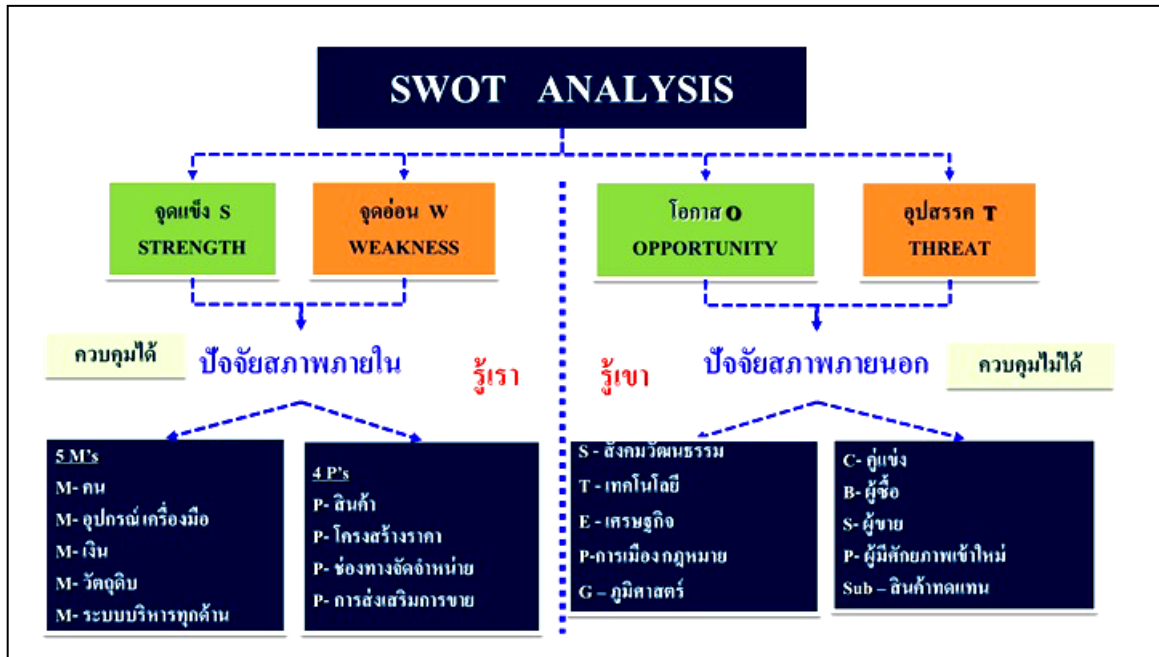 SWOT ANALYSIS
จุดแข็ง S
STRENGTH
จุดอ่อน W
WEAKNESS
โอกาส O
OPPORTUNITY
อุปสรรค T
THREAT
ควบคุมได้
ปัจจัยสภาพภายใน
รู้เรา
รู้เขา
ปัจจัยสภาพภายนอก
ควบคุมไม่ได้
5 M's
M- คน
M- อุปกรณ์ เครื่องมือ
M- เงิน
M- วัตถุดิบ
M- ระบบบริหารทุกด้าน
4 P's
P- สินค้า
P- โครงสร้างราคา
P- ช่องทางจัดจำหน่าย
P- การส่งเสริมการขาย
S - สังคมวัฒนธรรม
T - เทคโนโลยี
E - เศรษฐกิจ
P-การเมือง กฎหมาย
G – ภูมิศาสตร์
C- คู่แข่ง
B- ผู้ซื้อ
S- ผู้ขาย
P- ผู้มีศักยภาพเข้าใหม่
Sub – สินค้าทดแทน